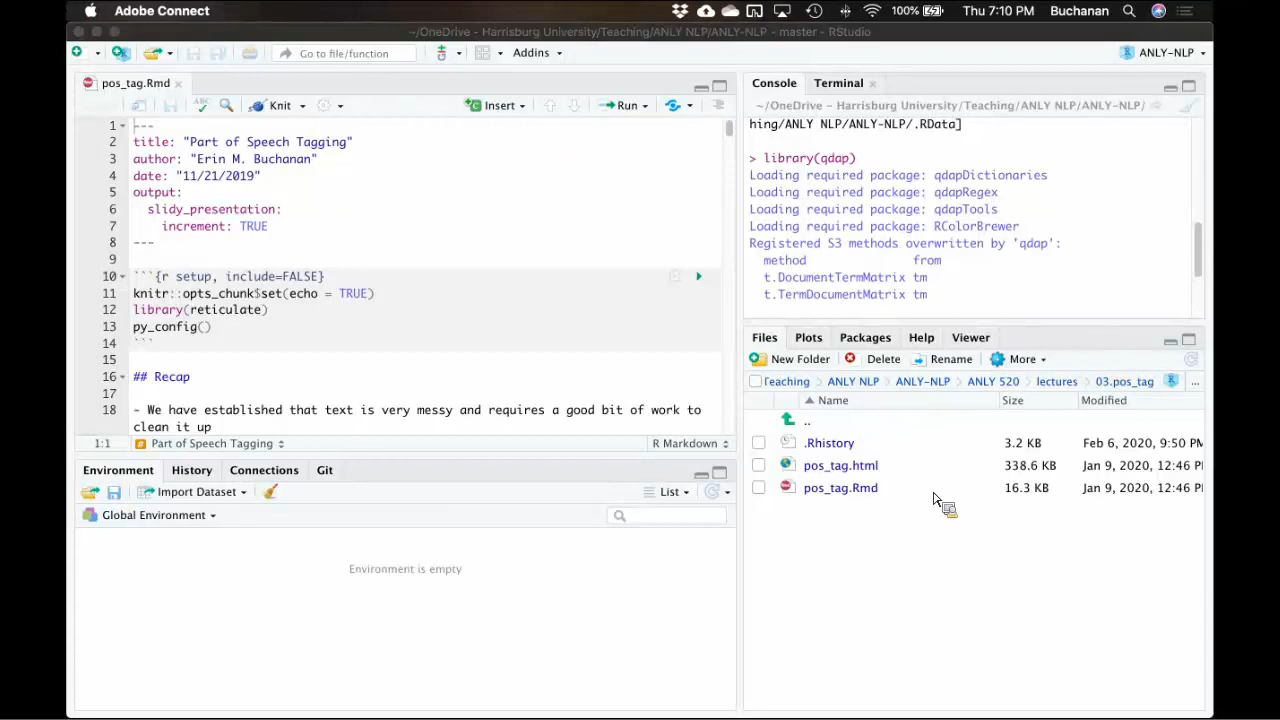 Adobe Connect
100%
Thu 7:10 PM
Buchanan
~/OneDrive - Harrisburg University/Teaching/ANLY NLP/ANLY-NLP - master - RStudio
Go to file/function
Addins
ANLY-NLP
pos_tag.Rmd
ABC
Knit
Insert
Run
1 ---
2 title: "Part of Speech Tagging"
3 author: "Erin M. Buchanan"
4 date: "11/21/2019"
5 output:
6 slidy_presentation:
7 increment: TRUE
8 ---
9
10 ```{r setup, include=FALSE}
11 knitr::opts_chunk$set(echo = TRUE)
12 library(reticulate)
13 py_config()
14 ```
15
16 ## Recap
17
18 - We have established that text is very messy and requires a good bit of work to
clean it up
1:1
Part of Speech Tagging
R Markdown
Environment
History
Connections
Git
Import Dataset
List
Global Environment
Environment is empty
Console
Terminal
~/OneDrive - Harrisburg University/Teaching/ANLY NLP/ANLY-NLP/
hing/ANLY NLP/ANLY-NLP/.RData]
> library(qdap)
Loading required package: qdapDictionaries
Loading required package: qdapRegex
Loading required package: qdapTools
Loading required package: RColorBrewer
Registered S3 methods overwritten by 'qdap':
method from
t.DocumentTermMatrix tm
t.TermDocumentMatrix tm
Files
Plots
Packages
Help
Viewer
New Folder
Delete
Rename
More
Teaching
ANLY NLP
ANLY-NLP
ANLY 520
lectures
03.pos_tag
...
Name
Size
Modified
..
.Rhistory 3.2 KB Feb 6, 2020, 9:50 PM
pos_tag.html 338.6 KB Jan 9, 2020, 12:46 P
pos_tag.Rmd 16.3 KB Jan 9, 2020, 12:46 P